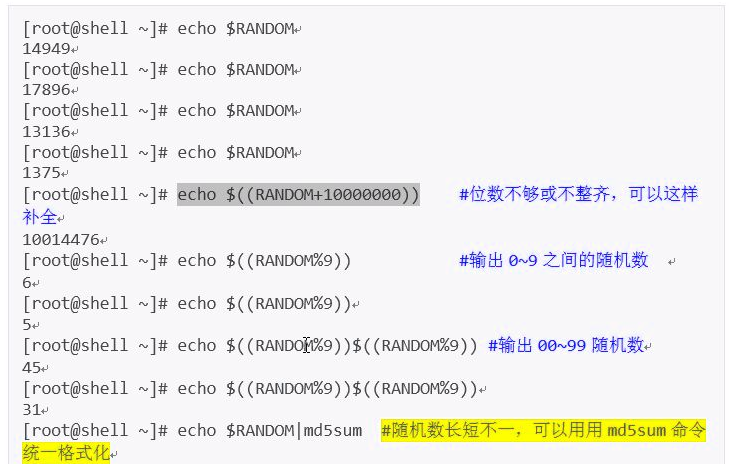 [root@shell ~]# echo $RANDOM
14949
[root@shell ~]# echo $RANDOM
17896
[root@shell ~]# echo $RANDOM
13136
[root@shell ~]# echo $RANDOM
1375
[root@shell ~]# echo $((RANDOM+10000000)) #位数不够或不整齐，可以这样
补全
10014476
[root@shell ~]# echo $((RANDOM%9)) #输出 0~9 之间的随机数
6
[root@shell ~]# echo $((RANDOM%9))
5
[root@shell ~]# echo $((RANDOM%9))$((RANDOM%9)) #输出 00~99 随机数
45
[root@shell ~]# echo $((RANDOM%9))$((RANDOM%9))
31
[root@shell ~]# echo $RANDOM|md5sum #随机数长短不一，可以用用 md5sum 命令
统一格式化